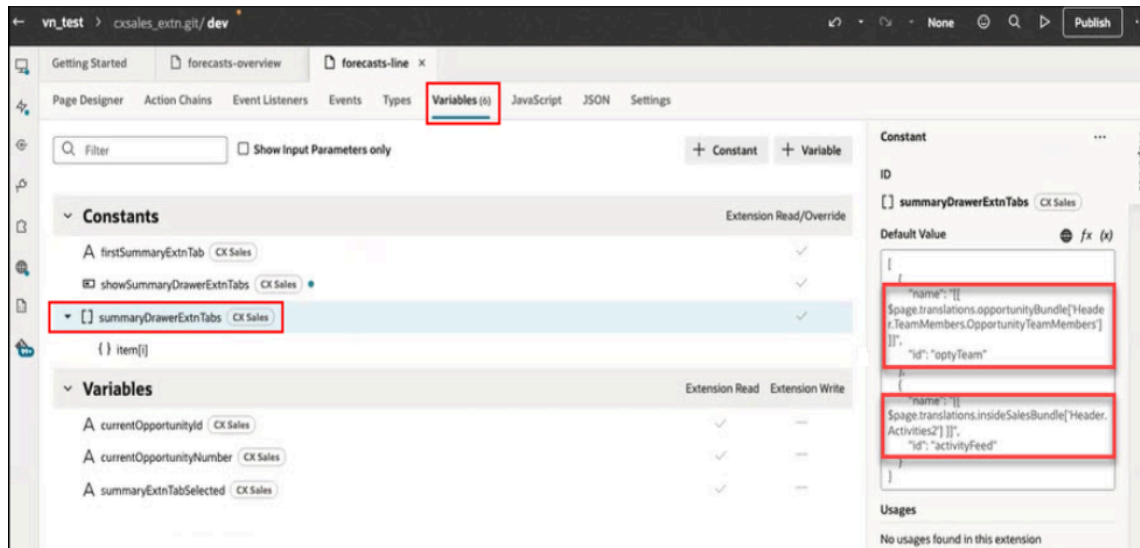 vn_test > cxsales_extn.git/ dev
None
Publish
Getting Started
forecasts-overview
forecasts-line ×
Page Designer Action Chains Event Listeners Events Types Variables (6) JavaScript JSON Settings
Filter
Show Input Parameters only
+ Constant
+ Variable
Constants
Extension Read/Override
A firstSummaryExtnTab CX Sales
showSummaryDrawerExtnTabs CX Sales
[ ] summaryDrawerExtnTabs CX Sales
{ } item[i]
Variables
Extension Read Extension Write
A currentOpportunityId CX Sales
A currentOpportunityNumber CX Sales
A summaryExtnTabSelected CX Sales
Constant
ID
[ ] summaryDrawerExtnTabs CX Sales
Default Value
fx (x)
[
{
"name": "[[
$page.translations.opportunityBundle['Heade
r.TeamMembers.OpportunityTeamMembers']
]]",
"id": "optyTeam"
},
{
"name": "[[
$page.translations.insideSalesBundle['Header.
Activities2'] ]]",
"id": "activityFeed"
}
]
Usages
No usages found in this extension